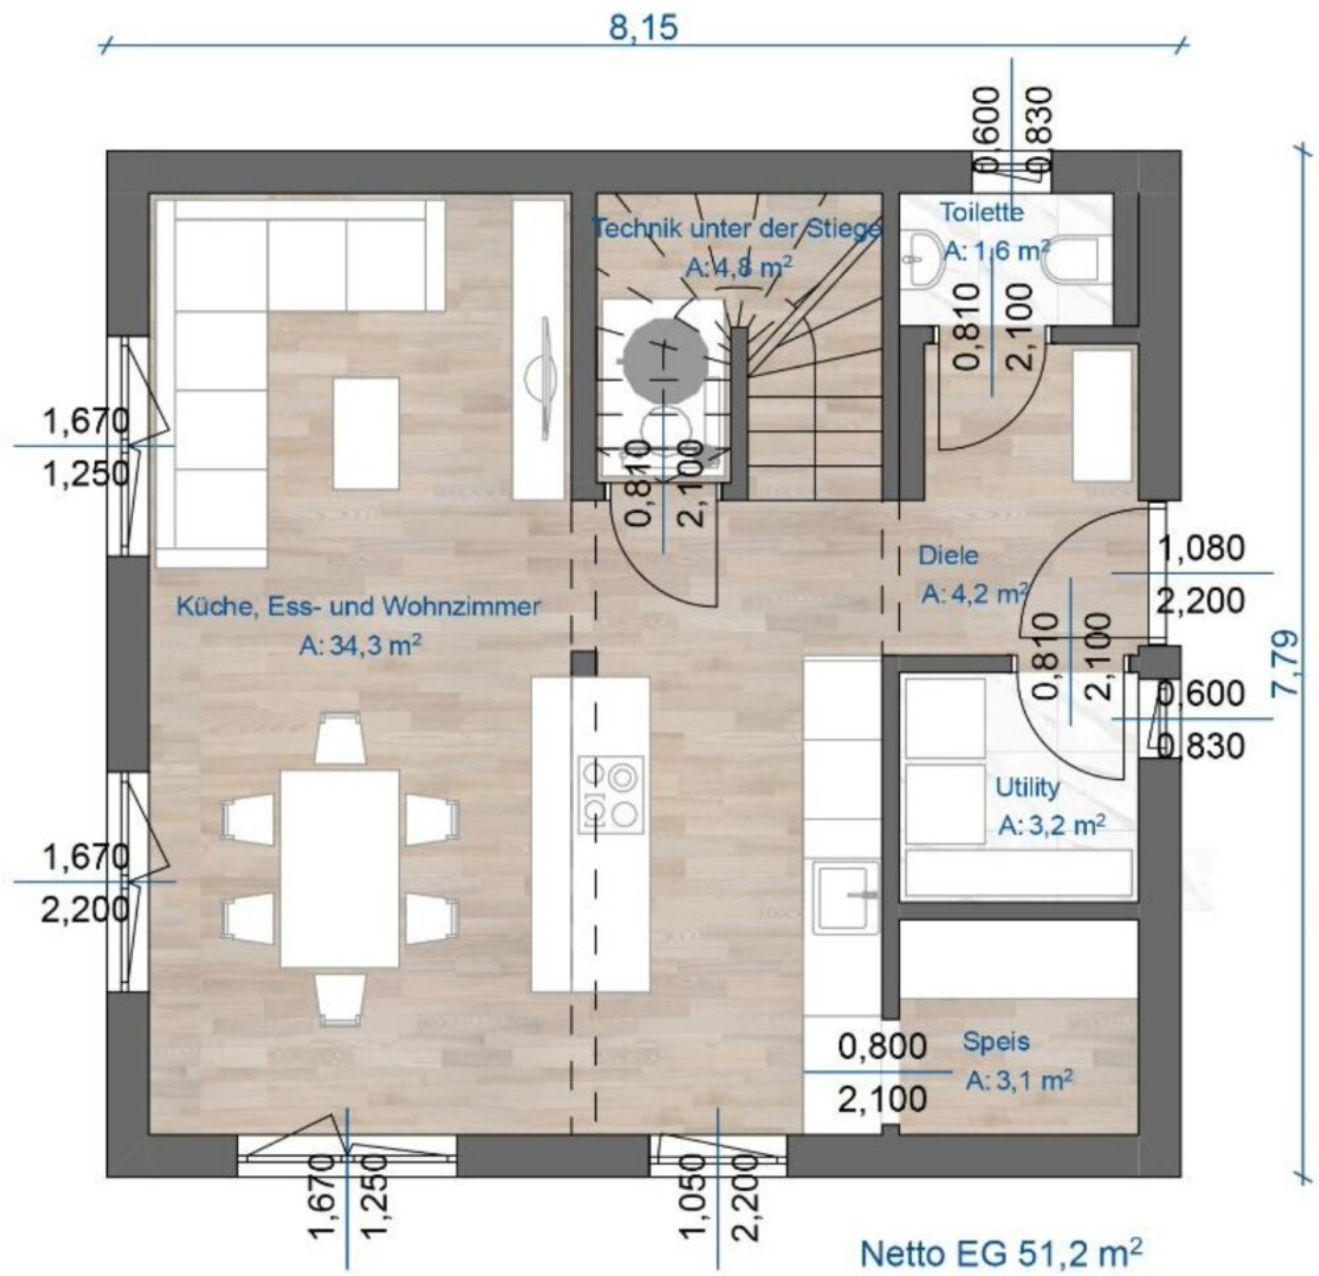 8,15
0,600
0,830
Toilette
A: 1,6 m²
Technik unter der Stiege
A: 4,8 m²
0,810
2,100
1,670
1,250
0,810
2,100
Diele
A: 4,2 m²
1,080
2,200
Küche, Ess- und Wohnzimmer
A: 34,3 m²
0,810
2,100
7,79
0,600
0,830
Utility
A: 3,2 m²
1,670
2,200
0,800
2,100
Speis
A: 3,1 m²
1,670
1,250
1,050
2,200
Netto EG 51,2 m²